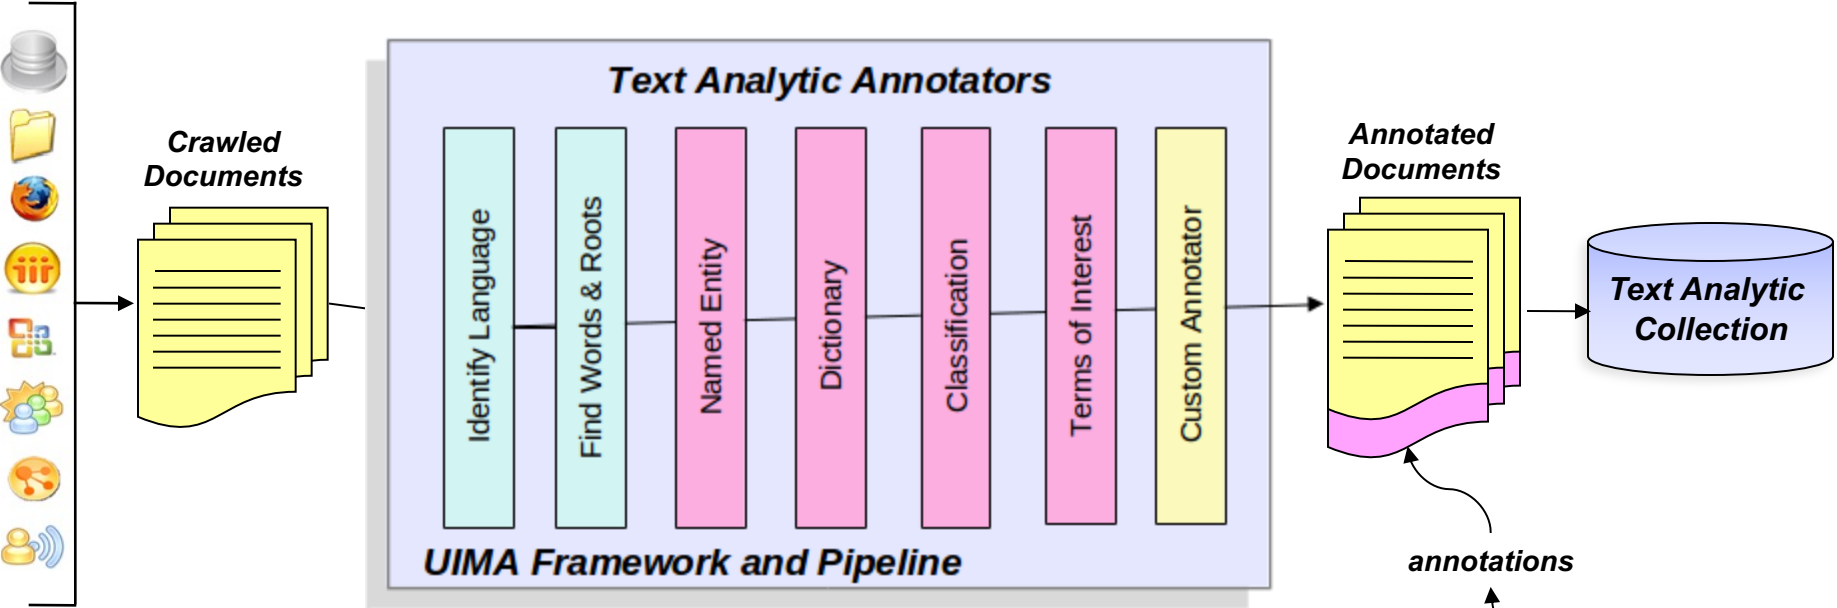 Crawled
Documents
Text Analytic Annotators
Identify Language
Find Words & Roots
Named Entity
Dictionary
Classification
Terms of Interest
Custom Annotator
UIMA Framework and Pipeline
Annotated
Documents
Text Analytic
Collection
annotations